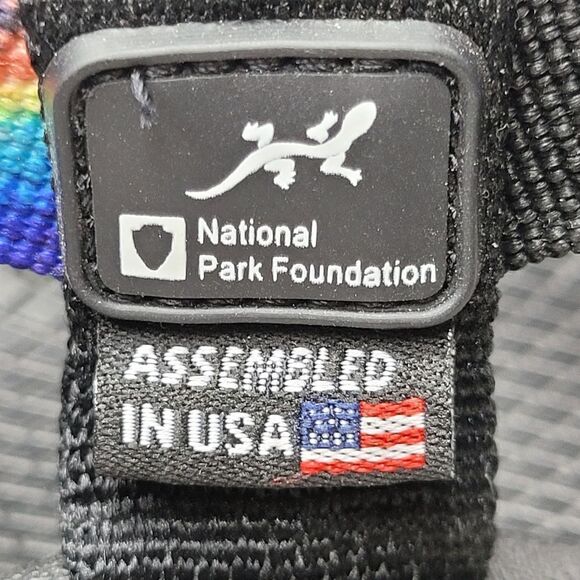 National
Park Foundation
ASSEMBLED
IN USA